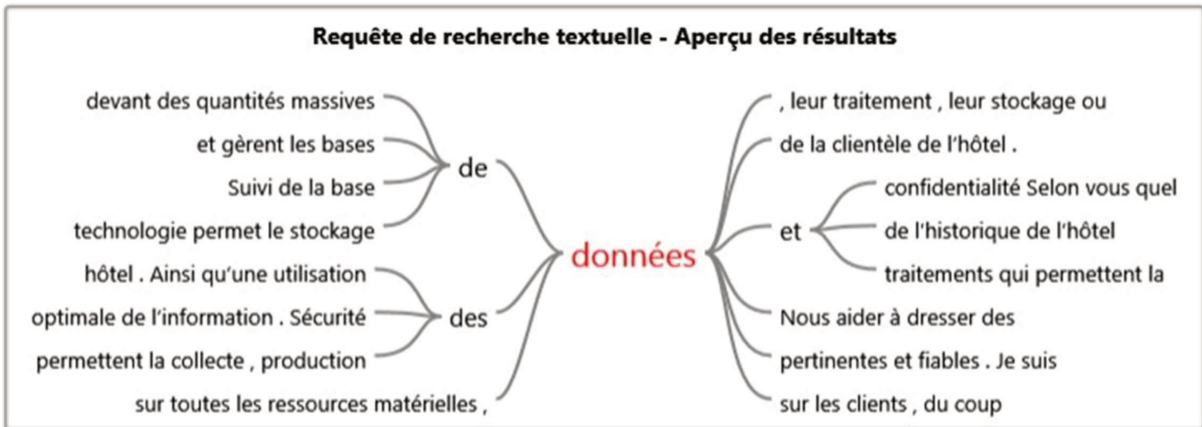 Requête de recherche textuelle - Aperçu des résultats
devant des quantités massives
et gèrent les bases
Suivi de la base
technologie permet le stockage
de
hôtel . Ainsi qu'une utilisation
optimale de l'information . Sécurité
permettent la collecte , production
des
sur toutes les ressources matérielles ,
données
, leur traitement , leur stockage ou
de la clientèle de l'hôtel .
et
confidentialité Selon vous quel
de l'historique de l'hôtel
traitements qui permettent la
Nous aider à dresser des
pertinentes et fiables . Je suis
sur les clients , du coup